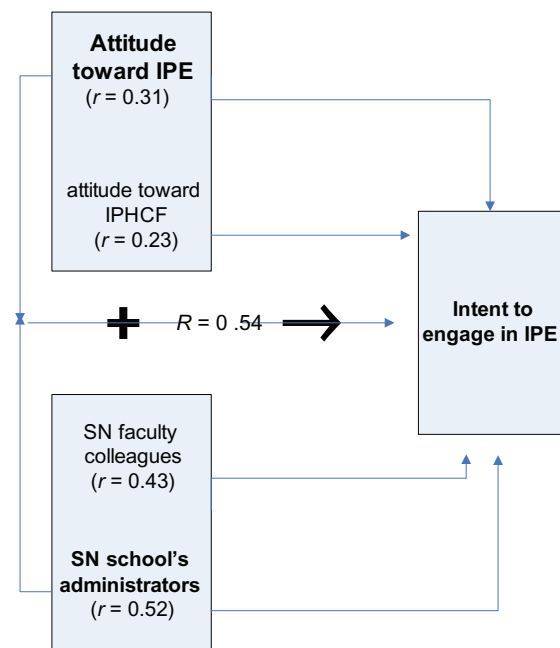 Attitude
toward IPE
(r = 0.31)
attitude toward
IPHCF
(r = 0.23)
+ R = 0 .54 →
Intent to
engage in IPE
SN faculty
colleagues
(r = 0.43)
SN school’s
administrators
(r = 0.52)